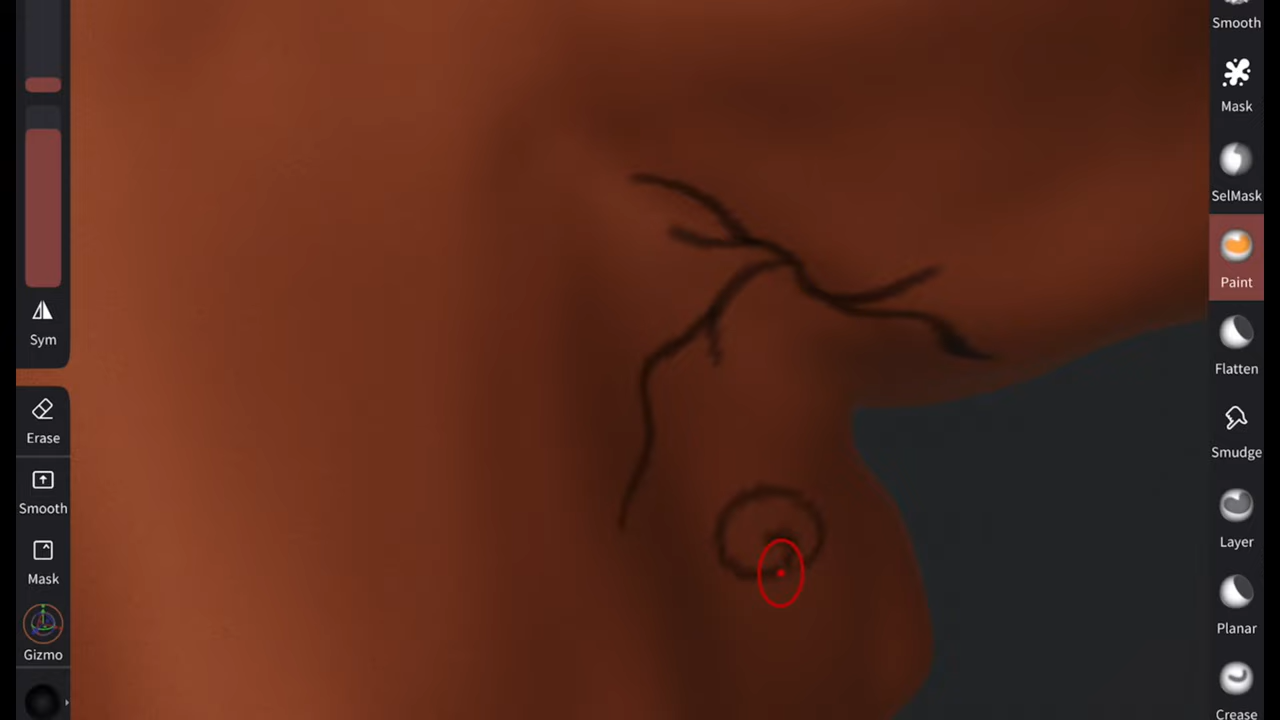 Sym
Erase
Smooth
Mask
Gizmo
Smooth
Mask
SelMask
Paint
Flatten
Smudge
Layer
Planar
Crease